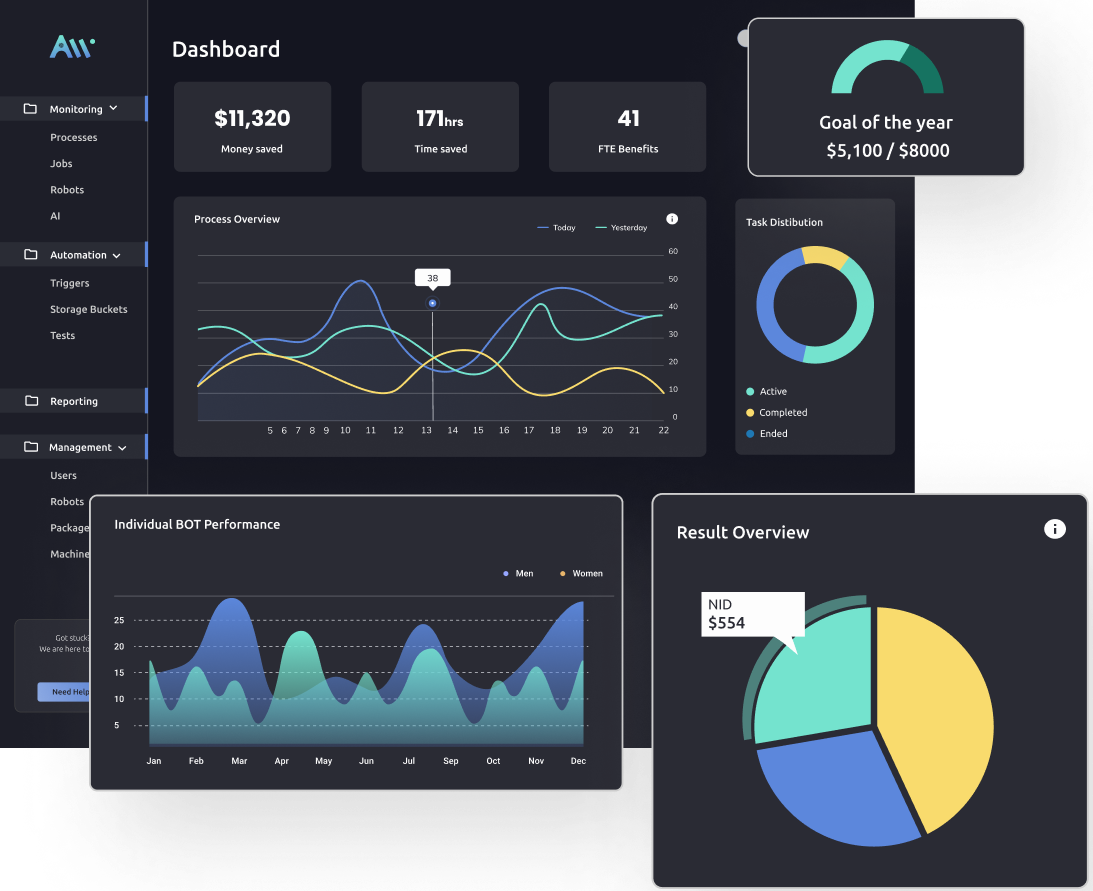 Dashboard
Monitoring
Processes
Jobs
Robots
AI
Automation
Triggers
Storage Buckets
Tests
Reporting
Management
Users
Robots
Package
Machine
Got stuck?
We are here to
Need Help
$11,320
Money saved
171hrs
Time saved
41
FTE Benefits
Goal of the year
$5,100 / $8000
Process Overview
Today
Yesterday
60
50
40
30
20
10
0
38
5 6 7 8 9 10 11 12 13 14 15 16 17 18 19 20 21 22
Task Distibution
Active
Completed
Ended
Individual BOT Performance
Men
Women
25
20
15
10
5
Jan Feb Mar Apr May Jun Jul Sep Oct Nov Dec
Result Overview
NID
$554